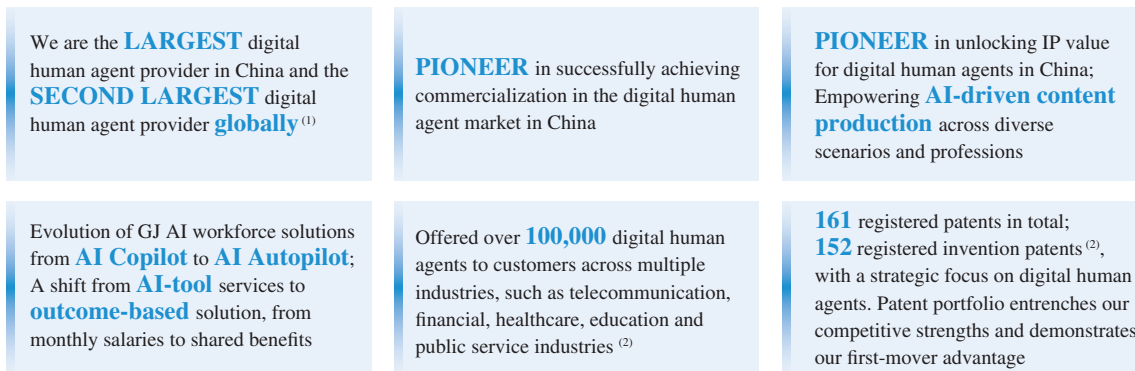 We are the LARGEST digital
human agent provider in China and the
SECOND LARGEST digital
human agent provider globally (1)
PIONEER in successfully achieving
commercialization in the digital human
agent market in China
PIONEER in unlocking IP value
for digital human agents in China;
Empowering AI-driven content
production across diverse
scenarios and professions
Evolution of GJ AI workforce solutions
from AI Copilot to AI Autopilot;
A shift from AI-tool services to
outcome-based solution, from
monthly salaries to shared benefits
Offered over 100,000 digital human
agents to customers across multiple
industries, such as telecommunication,
financial, healthcare, education and
public service industries (2)
161 registered patents in total;
152 registered invention patents (2),
with a strategic focus on digital human
agents. Patent portfolio entrenches our
competitive strengths and demonstrates
our first-mover advantage